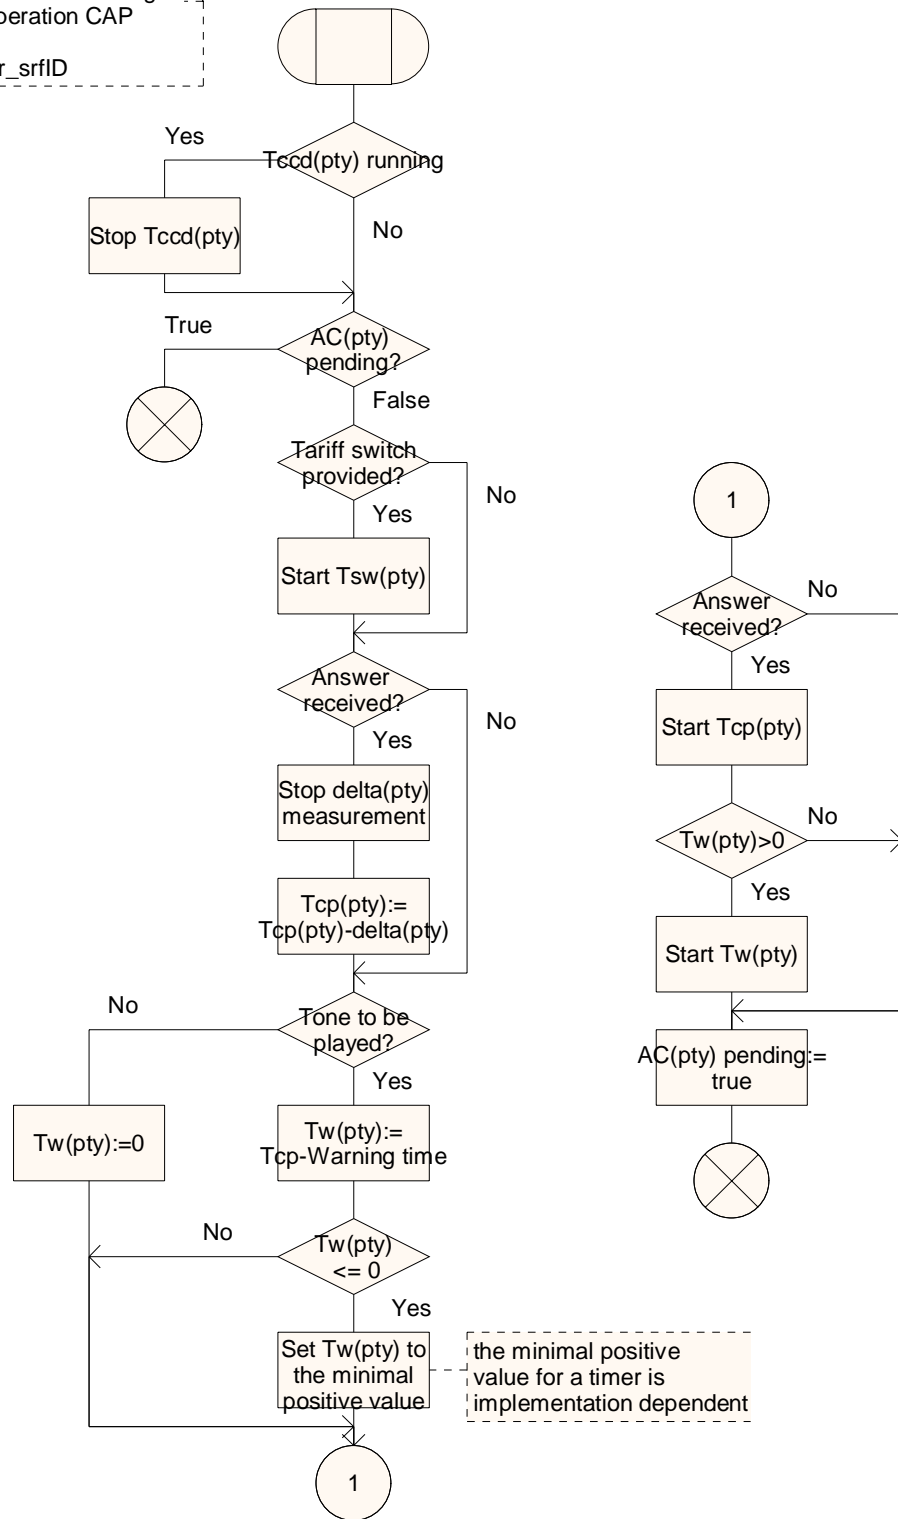 peration CAP
r_srfID
Yes
Tccd(pty) running
Stop Tccd(pty)
No
True
AC(pty)
pending?
False
Tariff switch
provided?
No
Yes
Start Tsw(pty)
Answer
received?
No
Yes
Stop delta(pty)
measurement
Tcp(pty):=
Tcp(pty)-delta(pty)
No
Tone to be
played?
Yes
Tw(pty):=0
Tw(pty):=
Tcp-Warning time
No
Tw(pty)
<= 0
Yes
Set Tw(pty) to
the minimal
positive value
the minimal positive
value for a timer is
implementation dependent
1
1
Answer
received?
No
Yes
Start Tcp(pty)
Tw(pty)>0
No
Yes
Start Tw(pty)
AC(pty) pending:=
true